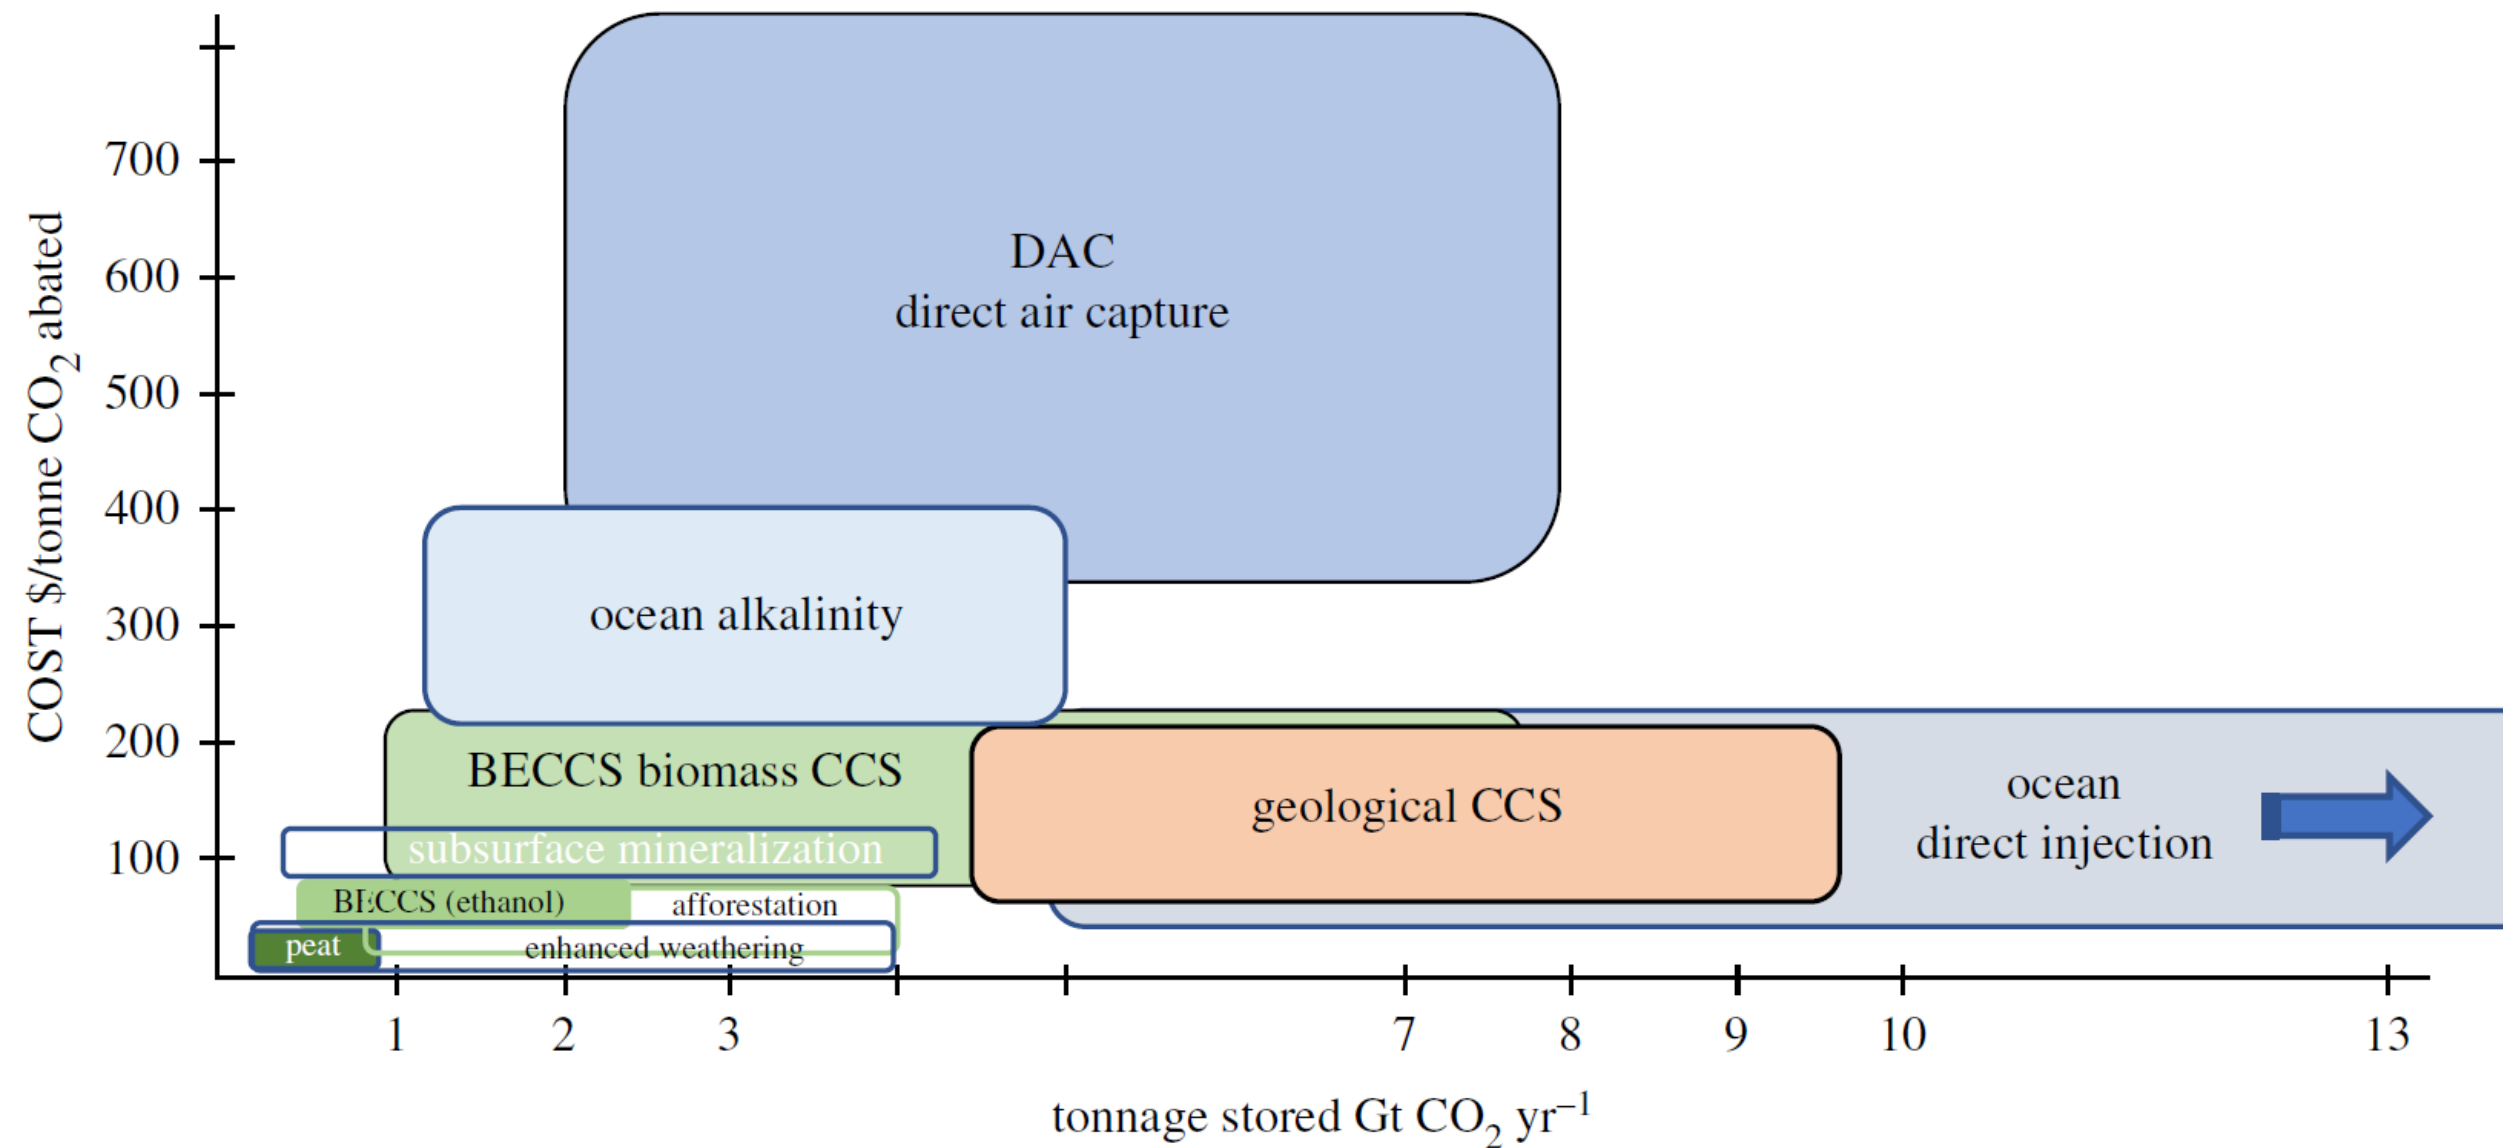 COST $/tonne CO2 abated
700
600
500
400
300
200
100
DAC
direct air capture
ocean alkalinity
BECCS biomass CCS
geological CCS
ocean
direct injection
subsurface mineralization
BECCS (ethanol)
afforestation
peat
enhanced weathering
1 2 3 7 8 9 10 13
tonnage stored Gt CO2 yr−1